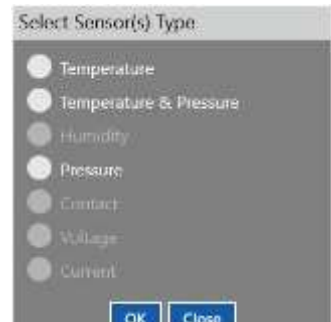 Select Sensor(s) Type
Temperature
Temperature & Pressure
Humidity
Pressure
Contact
Voltage
Current
OK Close